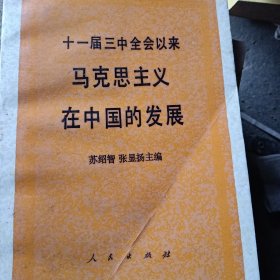 十一届三中全会以来
马克思主义
在中国的发展
苏绍智 张显扬主编
人民出版社